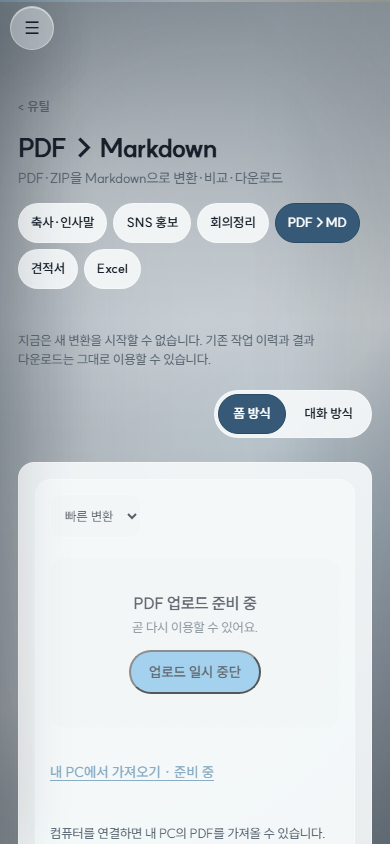 < 유틸
PDF > Markdown
PDF·ZIP을 Markdown으로 변환·비교·다운로드
축사·인사말
SNS 홍보
회의정리
PDF > MD
견적서
Excel
지금은 새 변환을 시작할 수 없습니다. 기존 작업 이력과 결과
다운로드는 그대로 이용할 수 있습니다.
폼 방식
대화 방식
빠른 변환
PDF 업로드 준비 중
곧 다시 이용할 수 있어요.
업로드 일시 중단
내 PC에서 가져오기 · 준비 중
컴퓨터를 연결하면 내 PC의 PDF를 가져올 수 있습니다.